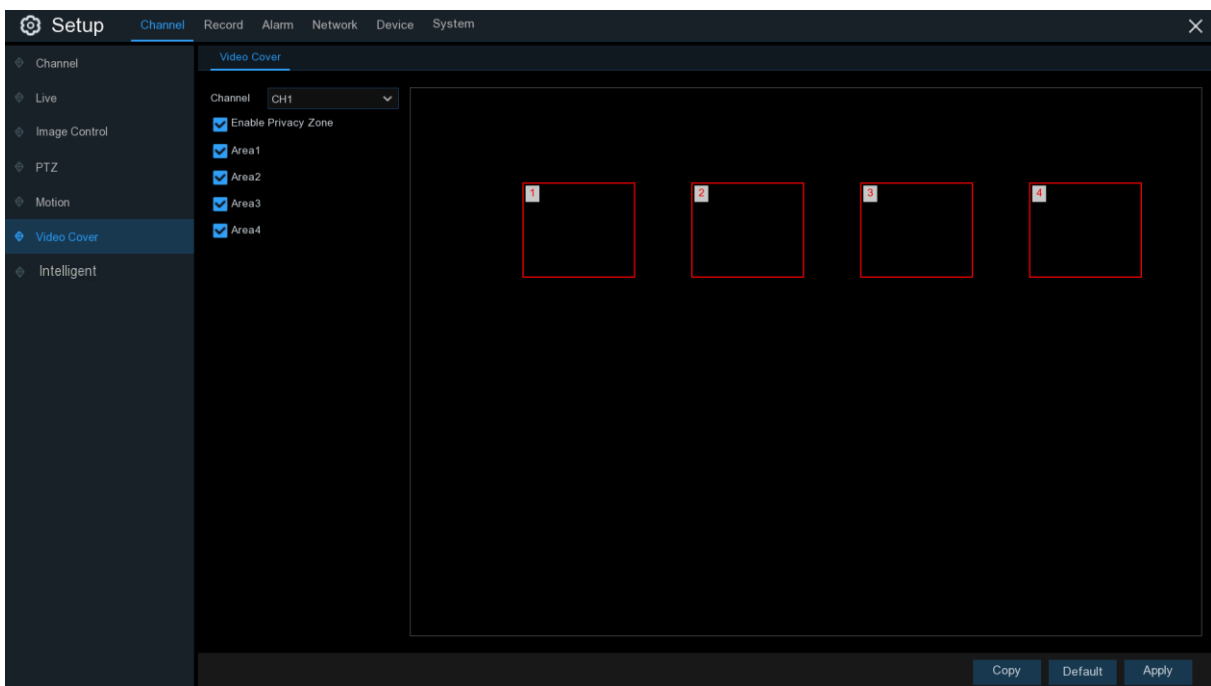 Setup Channel Record Alarm Network Device System
Channel
Live
Image Control
PTZ
Motion
Video Cover
Intelligent
Video Cover
Channel CH1
Enable Privacy Zone
Area1
Area2
Area3
Area4
1 2 3 4
Copy Default Apply